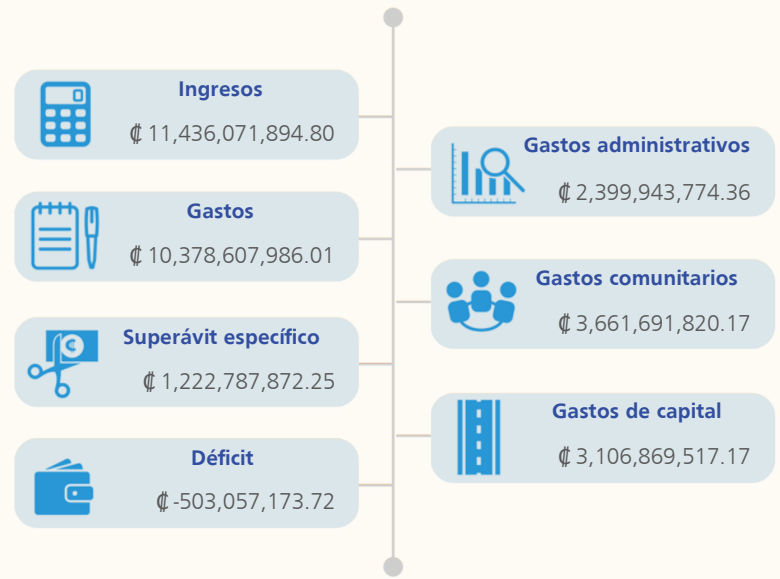 Ingresos
₡ 11,436,071,894.80
Gastos
₡ 10,378,607,986.01
Superávit específico
₡ 1,222,787,872.25
Déficit
₡ -503,057,173.72
Gastos administrativos
₡ 2,399,943,774.36
Gastos comunitarios
₡ 3,661,691,820.17
Gastos de capital
₡ 3,106,869,517.17